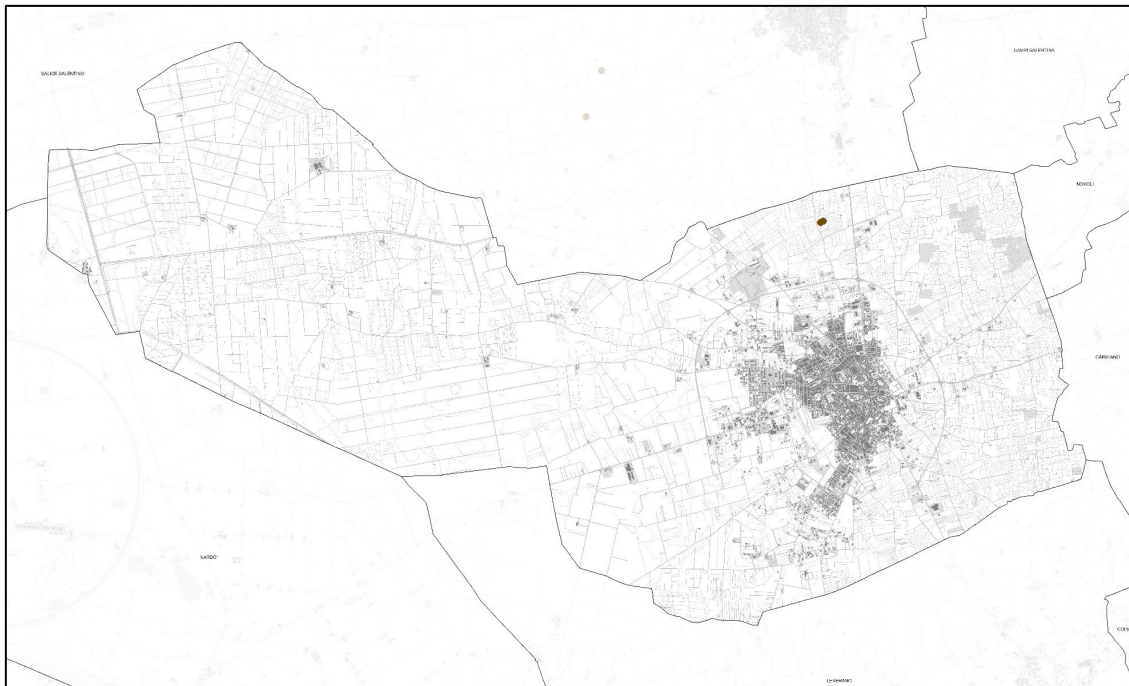 SALICE SALENTINO
CAMPI SALENTINA
NOVOLI
CARMIANO
NARDO'
LEVERANO